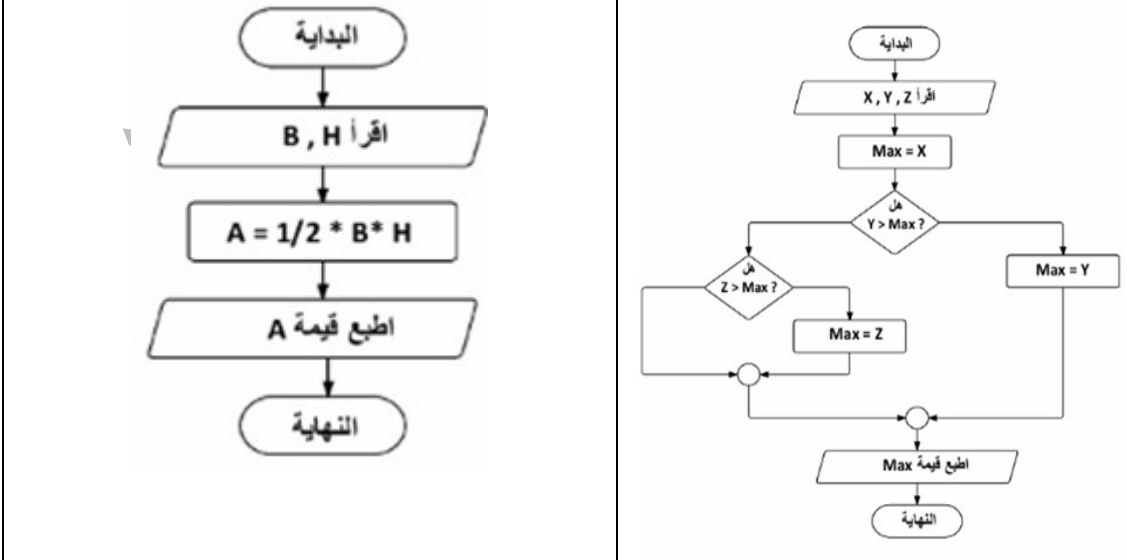 البداية
اقرأ B , H
A = 1/2 * B* H
اطبع قيمة A
النهاية
البداية
اقرأ X , Y , Z
Max = X
هل
Y > Max ?
Max = Y
هل
Z > Max ?
Max = Z
اطبع قيمة Max
النهاية